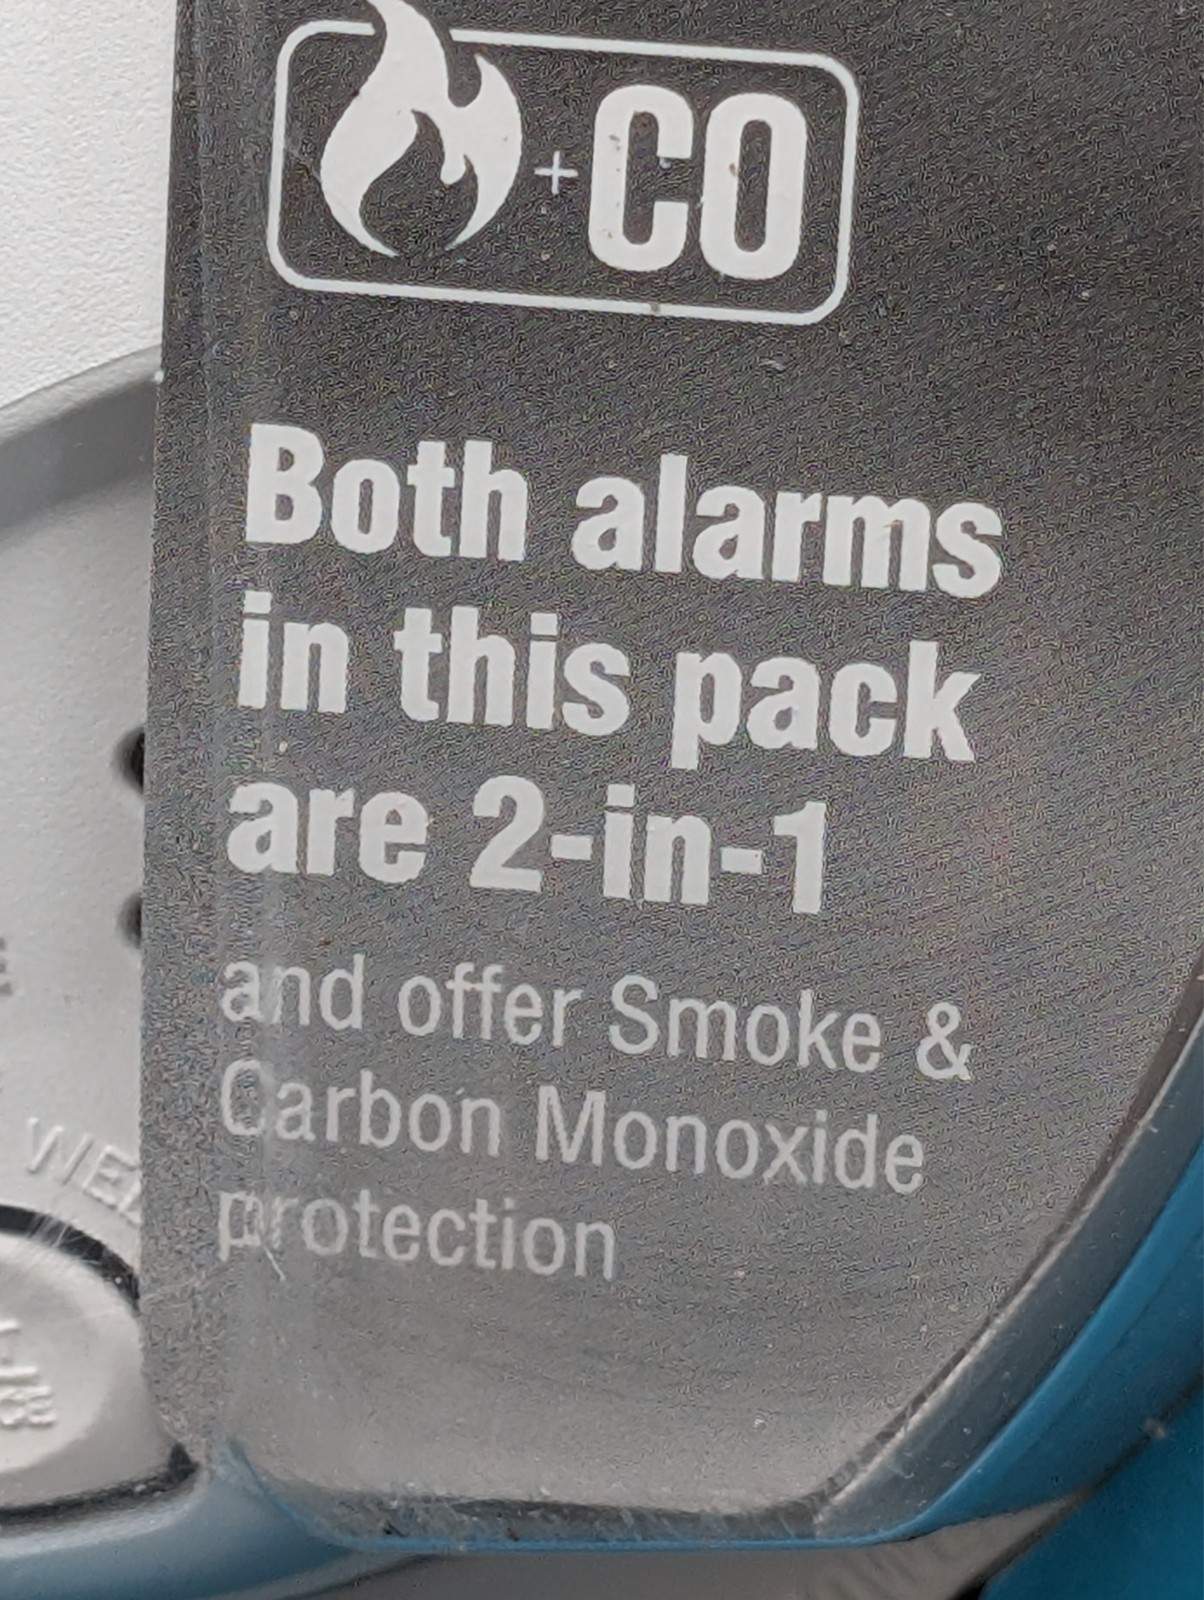 +CO
Both alarms
in this pack
are 2-in-1
and offer Smoke &
Carbon Monoxide
protection